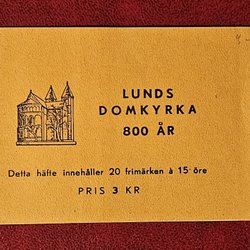 LUNDS
DOMKYRKA
800 ÅR
Detta häfte innehåller 20 frimärken à 15 öre
PRIS 3 KR